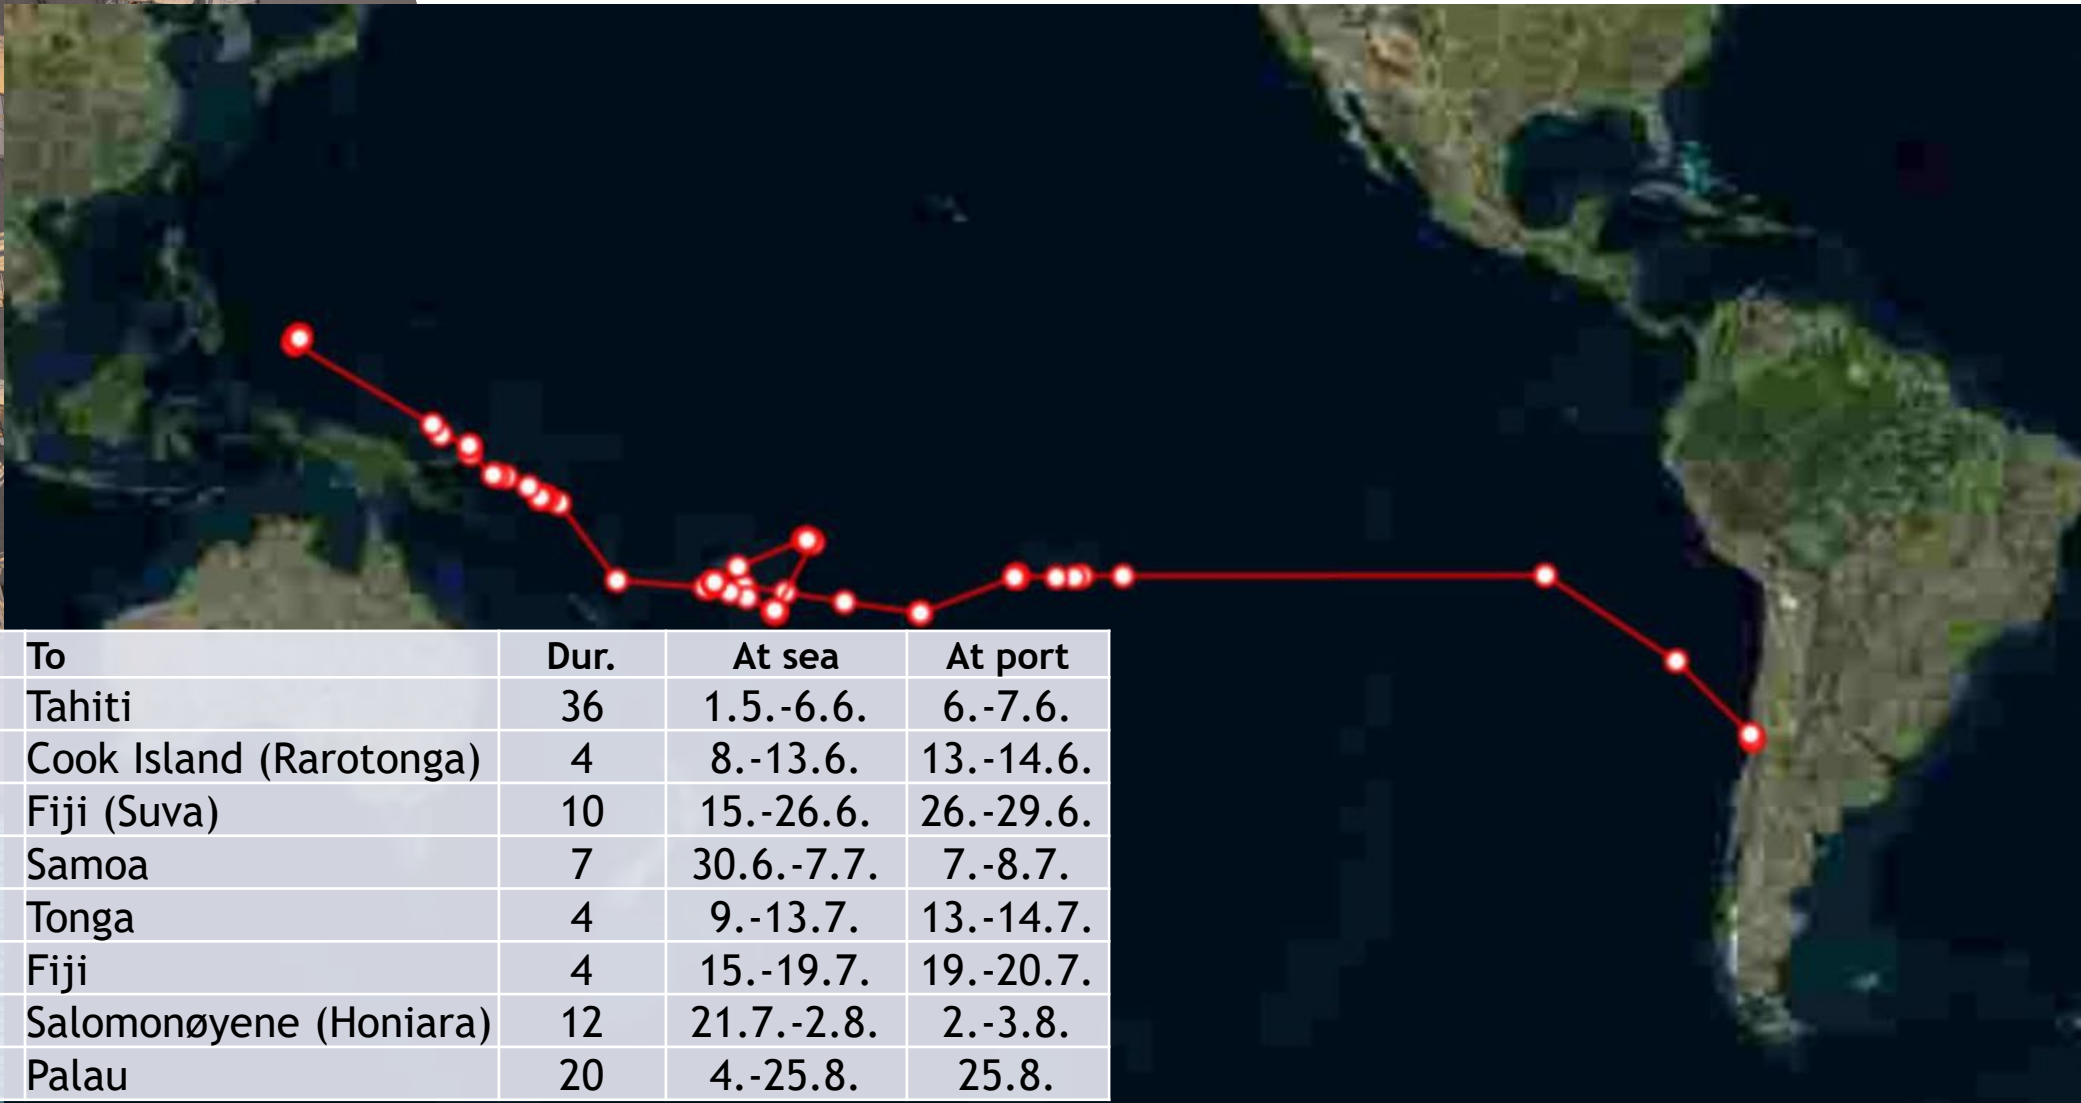 To Dur. At sea At port
Tahiti 36 1.5.-6.6. 6.-7.6.
Cook Island (Rarotonga) 4 8.-13.6. 13.-14.6.
Fiji (Suva) 10 15.-26.6. 26.-29.6.
Samoa 7 30.6.-7.7. 7.-8.7.
Tonga 4 9.-13.7. 13.-14.7.
Fiji 4 15.-19.7. 19.-20.7.
Salomonøyene (Honiara) 12 21.7.-2.8. 2.-3.8.
Palau 20 4.-25.8. 25.8.